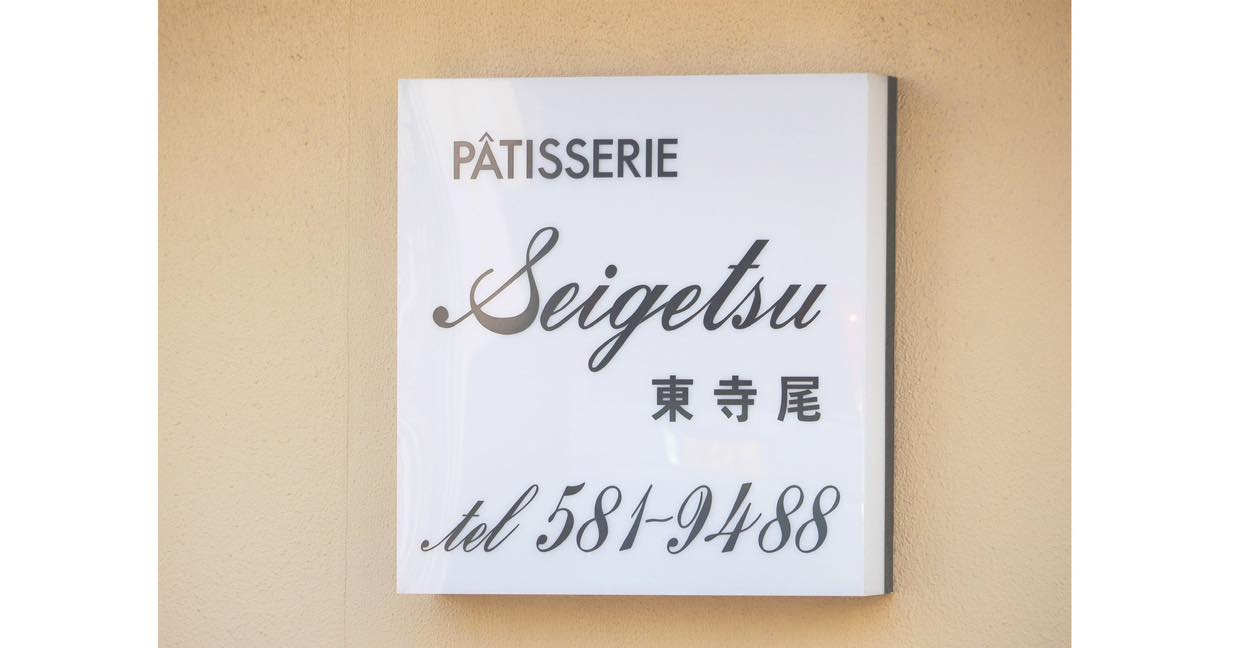 PÂTISSERIE
Seigetsu
東寺尾
tel 581-9488